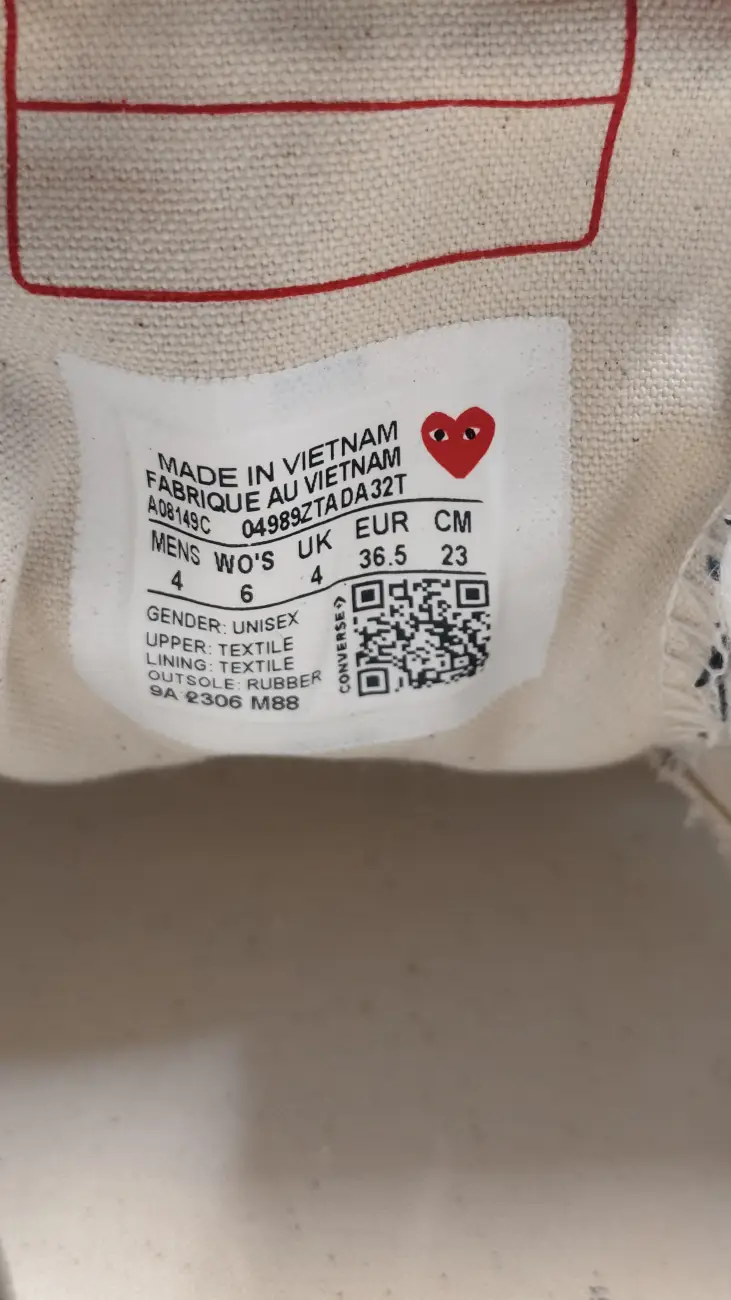 MADE IN VIETNAM
FABRIQUE AU VIETNAM
A08149C 04989ZTADA32T
MENS WO'S UK EUR CM
4 6 4 36.5 23
GENDER: UNISEX
UPPER: TEXTILE
LINING: TEXTILE
OUTSOLE: RUBBER
9A 2306 M88
CONVERSE